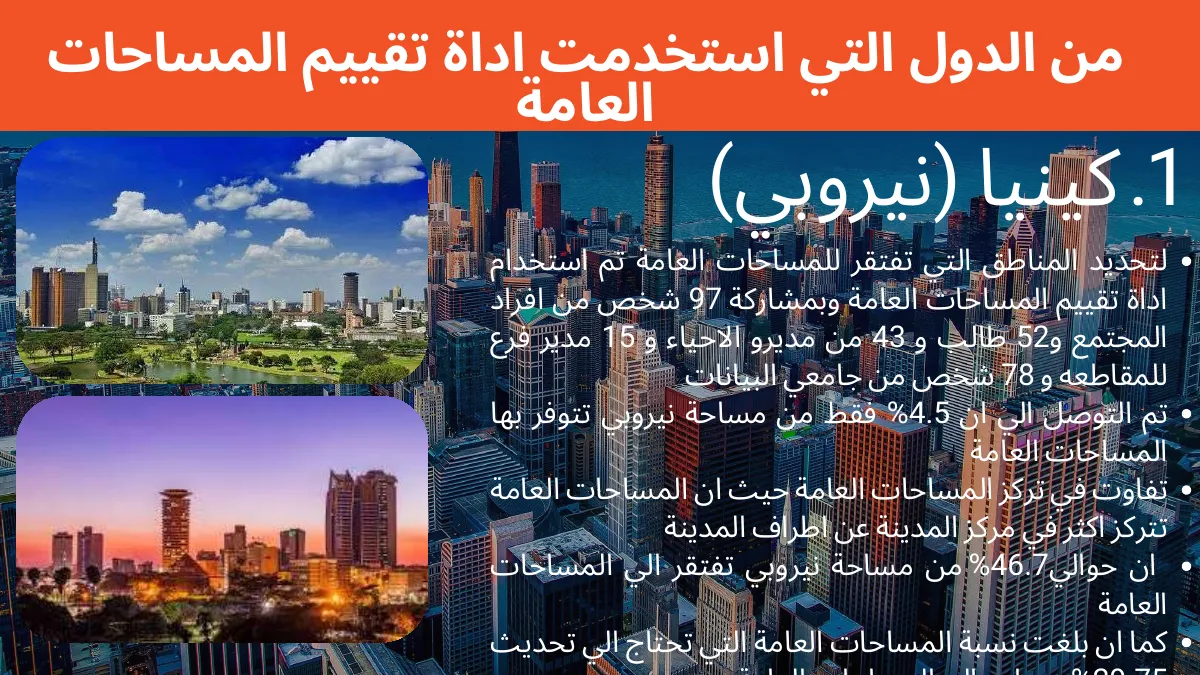 من الدول التي استخدمت اداة تقييم المساحات
العامة
1. كينيا (نيروبي)
لتحديد المناطق التي تفتقر للمساحات العامة تم استخدام
اداة تقييم المساحات العامة وبمشاركة 97 شخص من افراد
المجتمع و52 طالب و 43 من مديرو الاحياء و 15 مدير فرع
للمقاطعه و 78 شخص من جامعي البيانات
تم التوصل الي ان 4.5% فقط من مساحة نيروبي تتوفر بها
المساحات العامة
تفاوت في تركز المساحات العامة حيث ان المساحات العامة
تتركز اكثر في مركز المدينة عن اطراف المدينة
ان حوالي46.7% من مساحة نيروبي تفتقر الي المساحات
العامة
كما ان بلغت نسبة المساحات العامة التي تحتاج الي تحديث